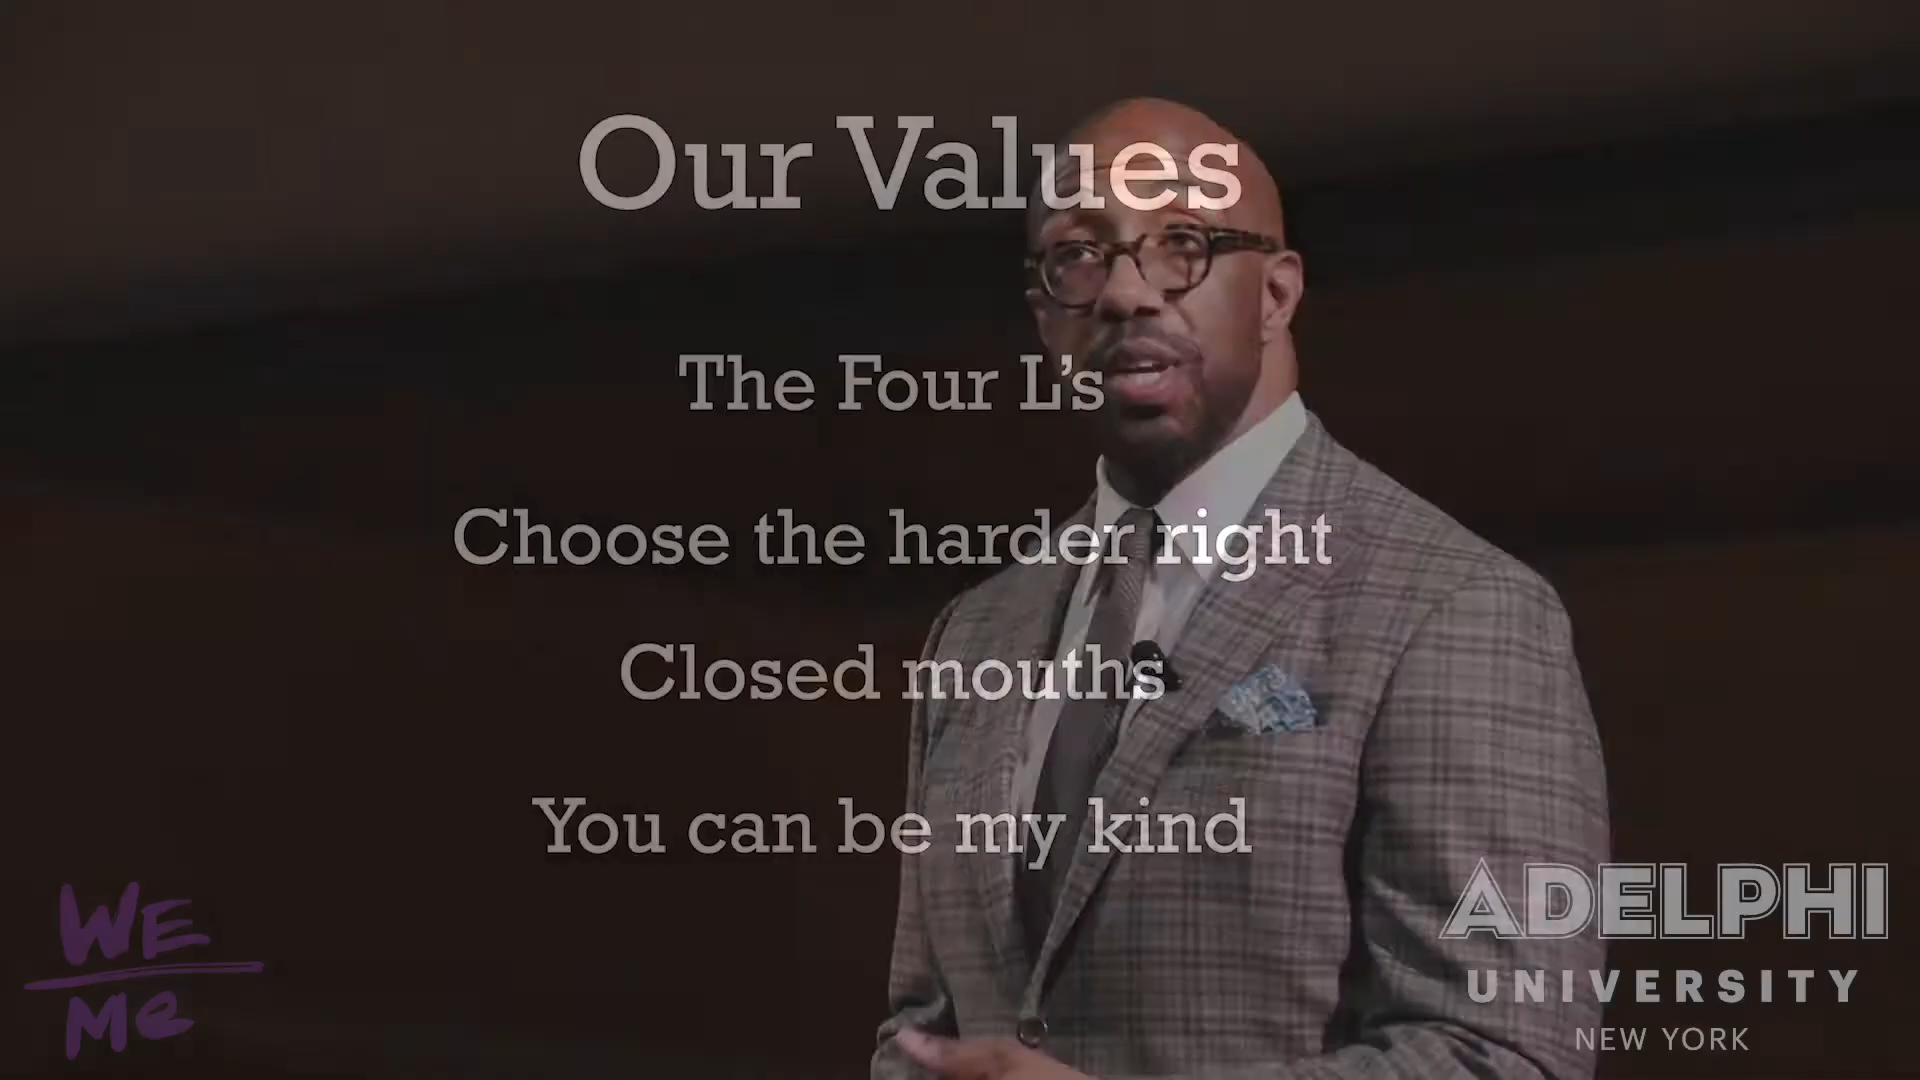 Our Values
The Four L's
Choose the harder right
Closed mouths
You can be my kind
WE
Me
ADELPHI
UNIVERSITY
NEW YORK